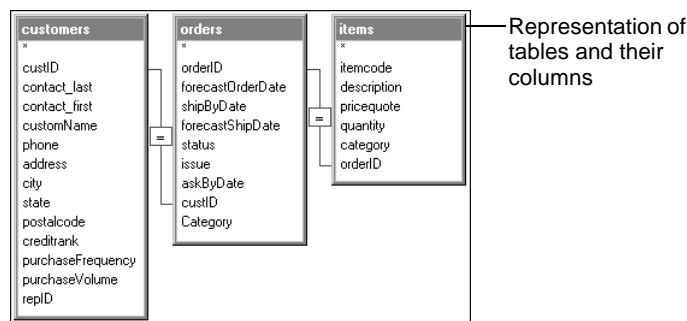 customers
*
custID
contact_last
contact_first
customName
phone
address
city
state
postalcode
creditrank
purchaseFrequency
purchaseVolume
repID
=
orders
*
orderID
forecastOrderDate
shipByDate
forecastShipDate
status
issue
askByDate
custID
Category
=
items
*
itemcode
description
pricequote
quantity
category
orderID
Representation of
tables and their
columns